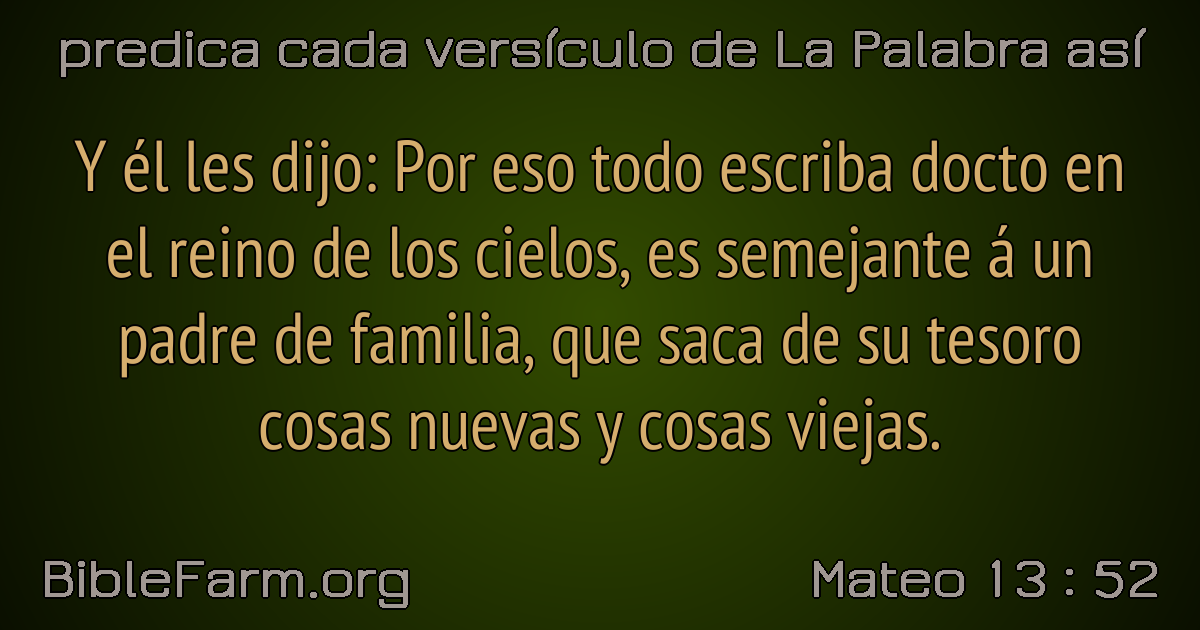 predica cada versículo de La Palabra así
Y él les dijo: Por eso todo escriba docto en
el reino de los cielos, es semejante á un
padre de familia, que saca de su tesoro
cosas nuevas y cosas viejas.
BibleFarm.org
Mateo 13 : 52